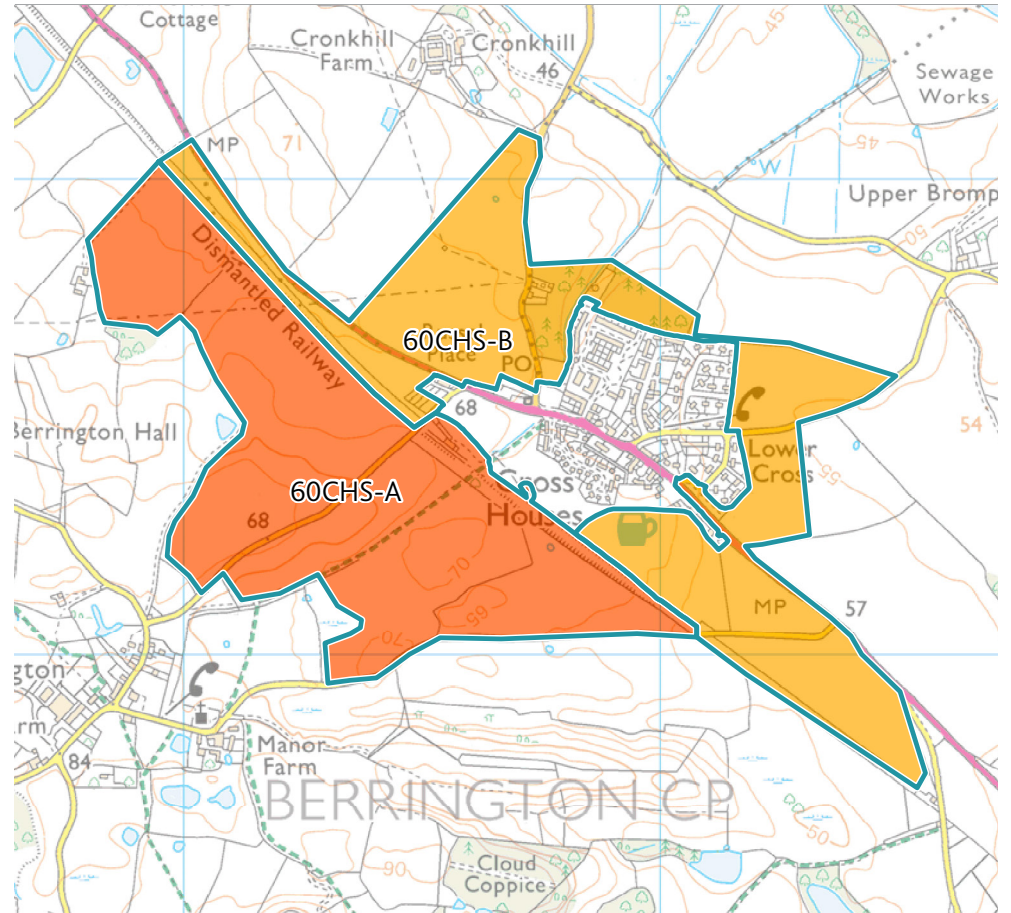 Cottage
Cronkhill
Farm
Cronkhill
46
45
Sewage
Works
MP
71
45
W
Upper Bromp
50
Dismantled Railway
60CHS-B
Place
PO
68
54
Berrington Hall
Lower
Cross
55
60CHS-A
Cross
Houses
68
70
65
70
MP
57
gton
rm
84
Manor
Farm
BERRINGTON CP
50
90
Cloud
Coppice